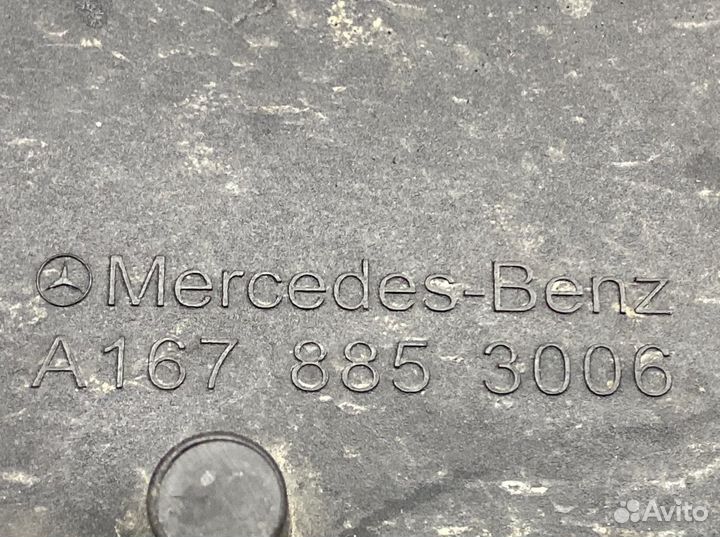 Mercedes-Benz
A167 885 3006
Avito